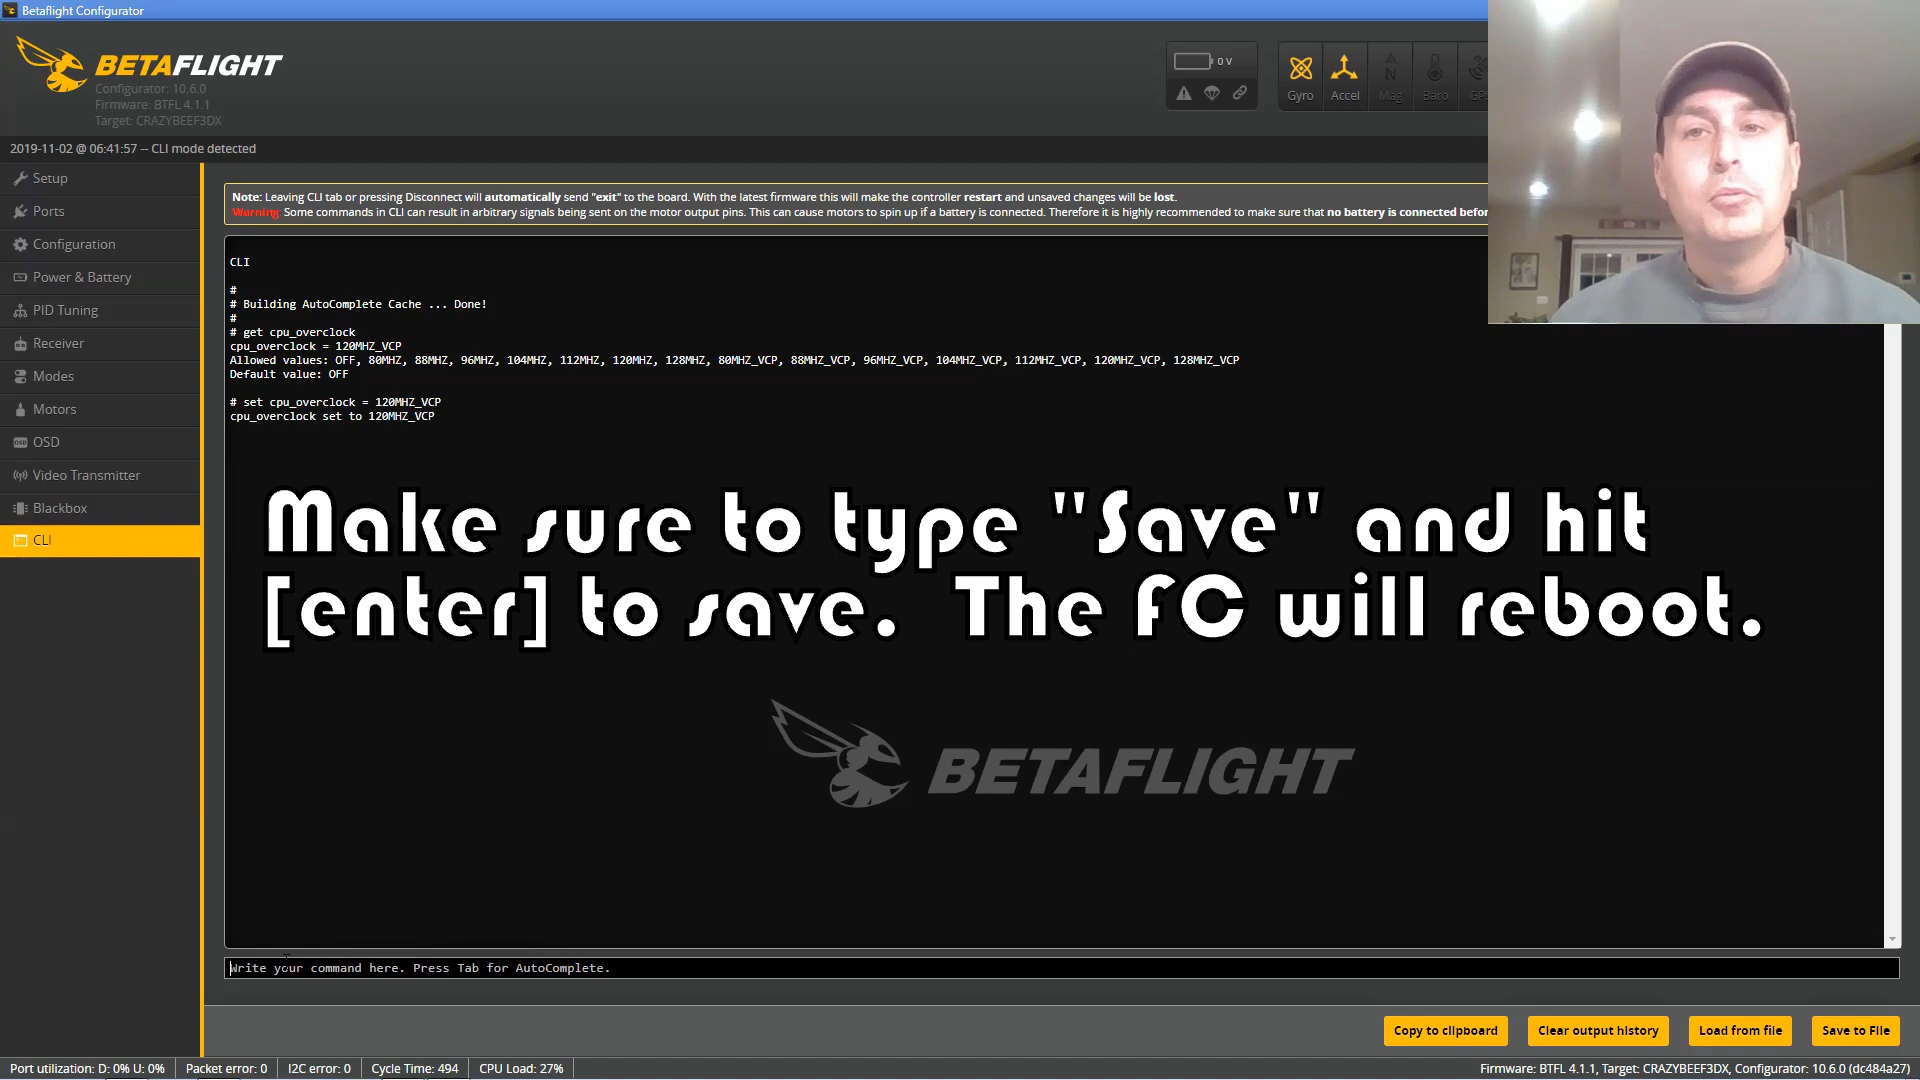 Betaflight Configurator
BETAFLIGHT
Configurator: 10.6.0
Firmware: BTFL 4.1.1
Target: CRAZYBEEF3DX
0 V
Gyro
Accel
Mag
Baro
2019-11-02 @ 06:41:57 -- CLI mode detected
Setup
Ports
Configuration
Power & Battery
PID Tuning
Receiver
Modes
Motors
OSD
Video Transmitter
Blackbox
CLI
Note: Leaving CLI tab or pressing Disconnect will automatically send "exit" to the board. With the latest firmware this will make the controller restart and unsaved changes will be lost.
Warning: Some commands in CLI can result in arbitrary signals being sent on the motor output pins. This can cause motors to spin up if a battery is connected. Therefore it is highly recommended to make sure that no battery is connected
CLI
#
# Building AutoComplete Cache ... Done!
#
# get cpu_overclock
cpu_overclock = 120MHZ_VCP
Allowed values: OFF, 80MHZ, 88MHZ, 96MHZ, 104MHZ, 112MHZ, 120MHZ, 128MHZ, 80MHZ_VCP, 88MHZ_VCP, 96MHZ_VCP, 104MHZ_VCP, 112MHZ_VCP, 120MHZ_VCP, 128MHZ_VCP
Default value: OFF
# set cpu_overclock = 120MHZ_VCP
cpu_overclock set to 120MHZ_VCP
Make sure to type "Save" and hit
[enter] to save. The FC will reboot.
BETAFLIGHT
Write your command here. Press Tab for AutoComplete.
Copy to clipboard
Clear output history
Load from file
Save to File
Port utilization: D: 0% U: 0%
Packet error: 0
I2C error: 0
Cycle Time: 494
CPU Load: 27%
Firmware: BTFL 4.1.1, Target: CRAZYBEEF3DX, Configurator: 10.6.0 (dc484a27)